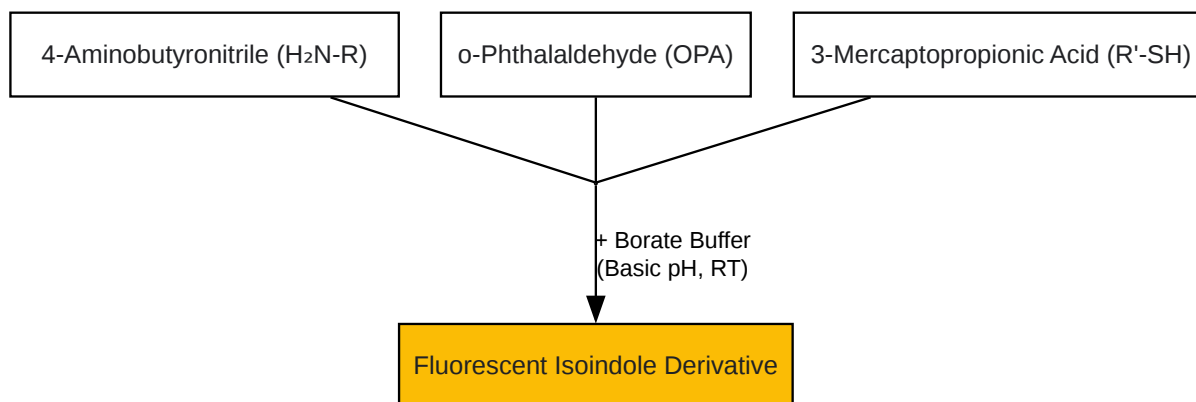 4-Aminobutyronitrile (H₂N-R)
o-Phthalaldehyde (OPA)
3-Mercaptopropionic Acid (R'-SH)
+ Borate Buffer
(Basic pH, RT)
Fluorescent Isoindole Derivative